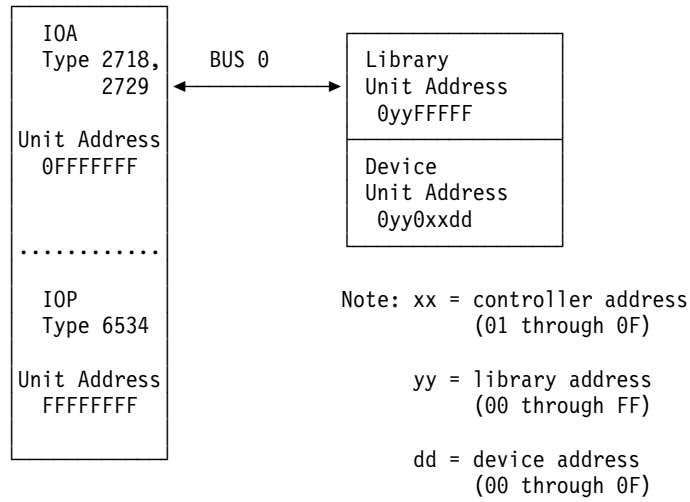 IOA
Type 2718,
2729
Unit Address
0FFFFFFF
............
IOP
Type 6534
Unit Address
FFFFFFFF
BUS 0
Library
Unit Address
0yyFFFFF
Device
Unit Address
0yy0xxdd
Note: xx = controller address
(01 through 0F)
yy = library address
(00 through FF)
dd = device address
(00 through 0F)